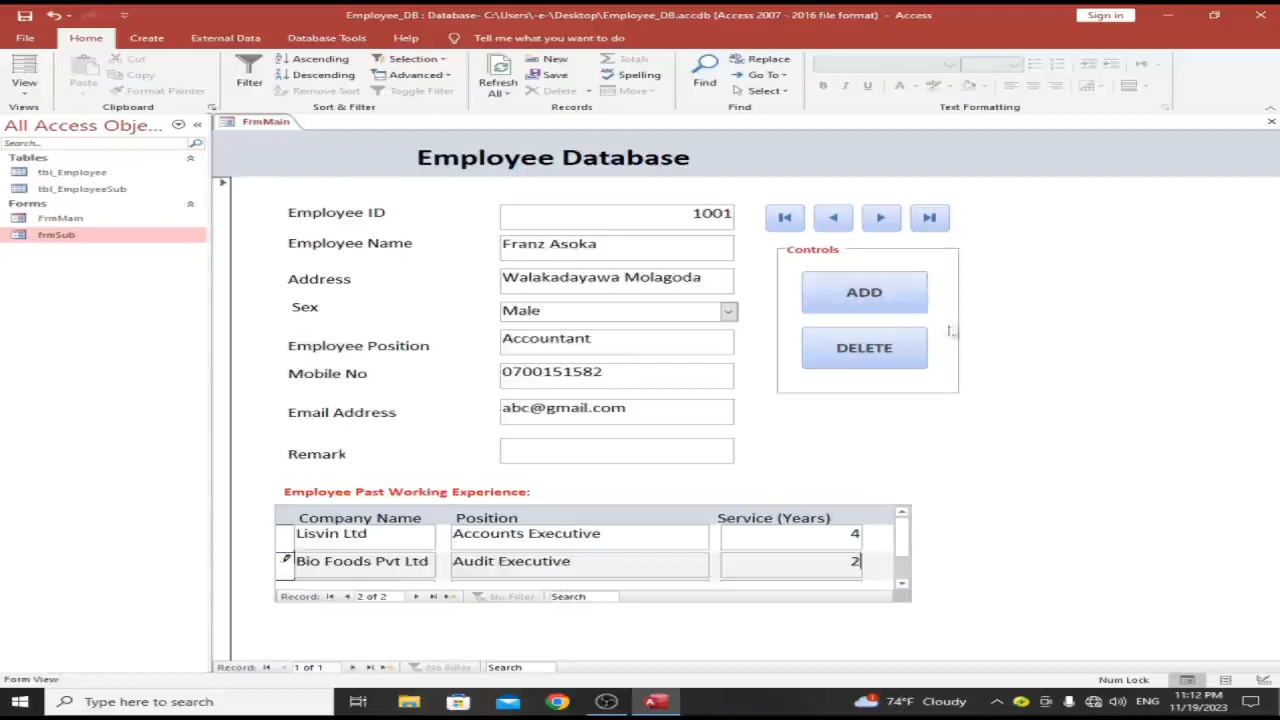 Employee_DB : Database- C:\Users\-e-\Desktop\Employee_DB.accdb (Access 2007 - 2016 file format) - Access
Sign in
File Home Create External Data Database Tools Help Tell me what you want to do
View
Views
Paste
Cut
Copy
Format Painter
Clipboard
Filter
Ascending
Descending
Remove Sort
Selection
Advanced
Toggle Filter
Sort & Filter
Refresh
All
New
Save
Delete
Totals
Spelling
More
Records
Find
Replace
Go To
Select
Find
B I U A
Text Formatting
All Access Obje...
Search...
Tables
tbl_Employee
tbl_EmployeeSub
Forms
FrmMain
frmSub
FrmMain
Employee Database
Employee ID 1001
Employee Name Franz Asoka
Address Walakadayawa Molagoda
Sex Male
Employee Position Accountant
Mobile No 0700151582
Email Address abc@gmail.com
Remark
Controls
ADD
DELETE
Employee Past Working Experience:
Company Name Position Service (Years)
Lisvin Ltd Accounts Executive 4
Bio Foods Pvt Ltd Audit Executive 2
Record: 2 of 2 No Filter Search
Record: 1 of 1 No Filter Search
Form View Num Lock
Type here to search
74°F Cloudy
ENG
11:12 PM
11/19/2023